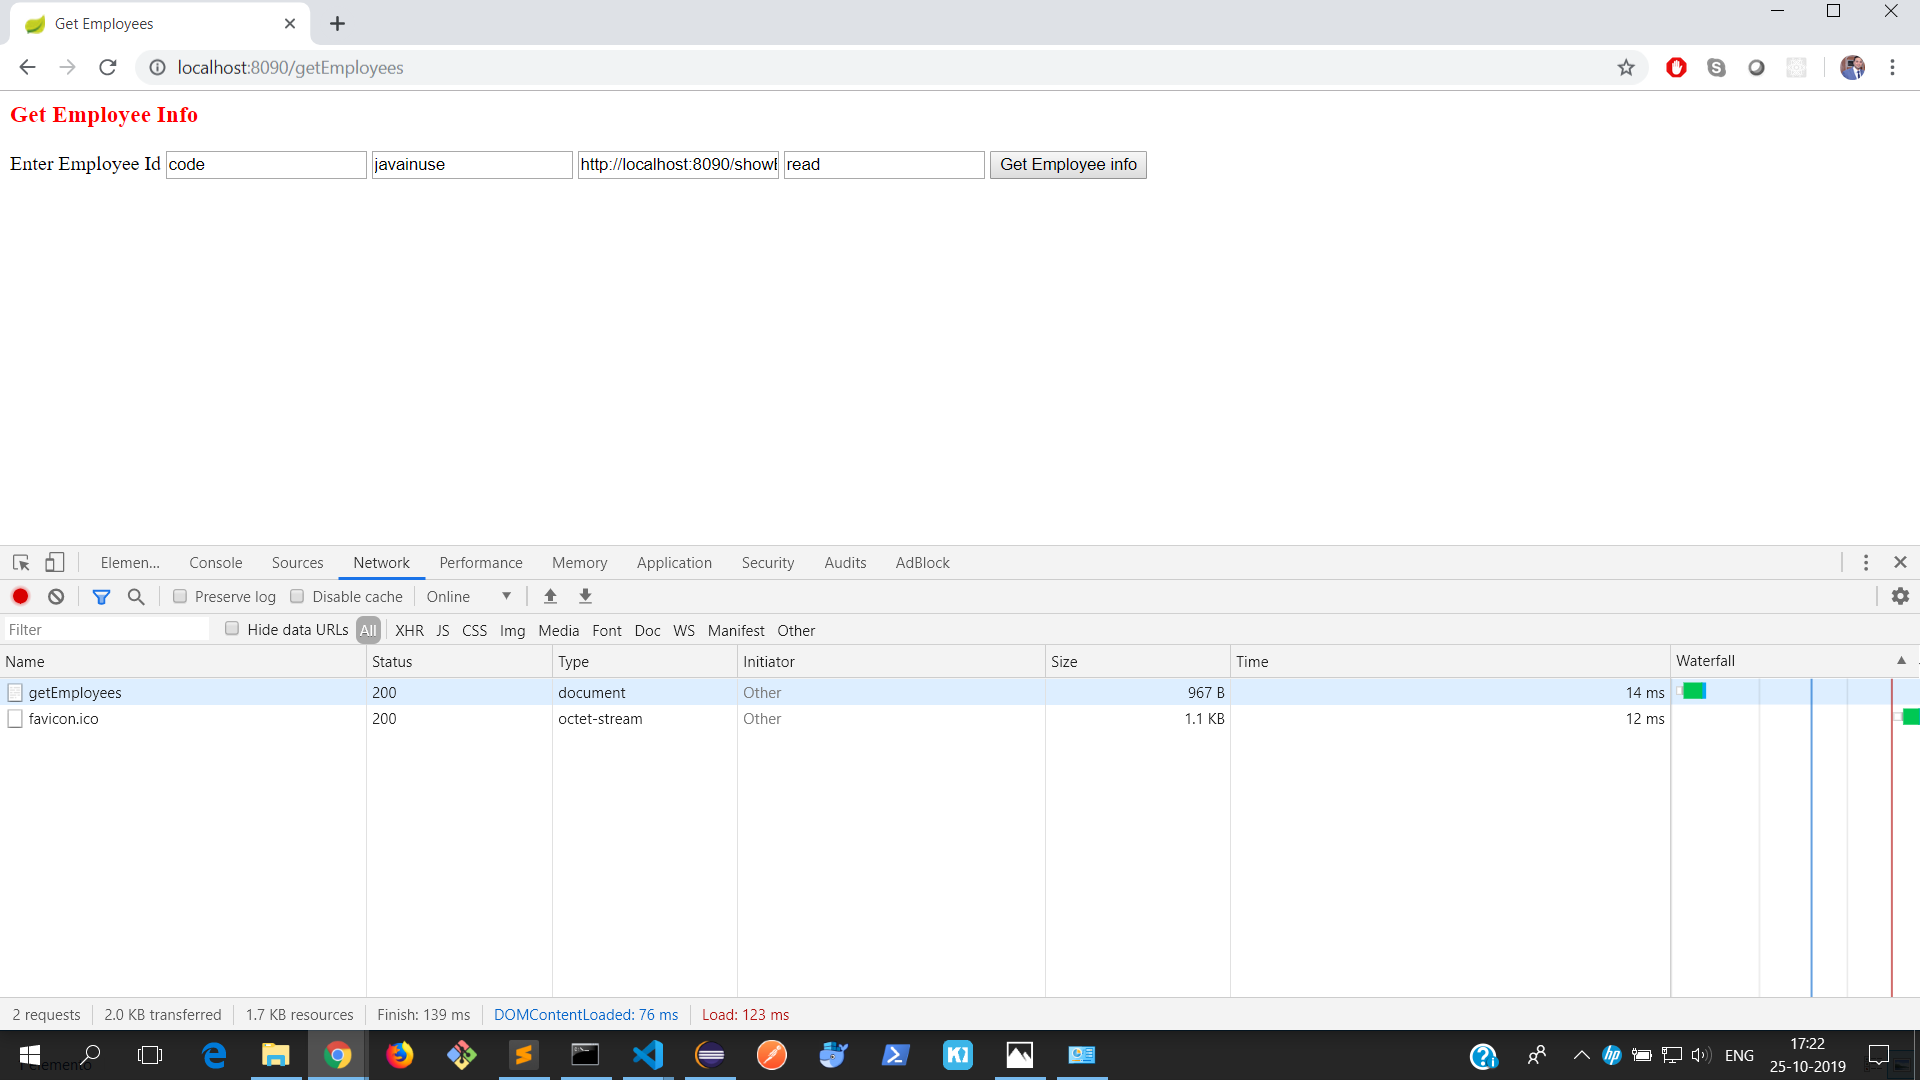 Get Employees
localhost:8090/getEmployees
Get Employee Info
Enter Employee Id code javainuse http://localhost:8090/showE read Get Employee info
Elemen... Console Sources Network Performance Memory Application Security Audits AdBlock
Preserve log Disable cache Online
Filter Hide data URLs All XHR JS CSS Img Media Font Doc WS Manifest Other
Name Status Type Initiator Size Time Waterfall
getEmployees 200 document Other 967 B 14 ms
favicon.ico 200 octet-stream Other 1.1 KB 12 ms
2 requests 2.0 KB transferred 1.7 KB resources Finish: 139 ms DOMContentLoaded: 76 ms Load: 123 ms
hp ENG 17:22
25-10-2019